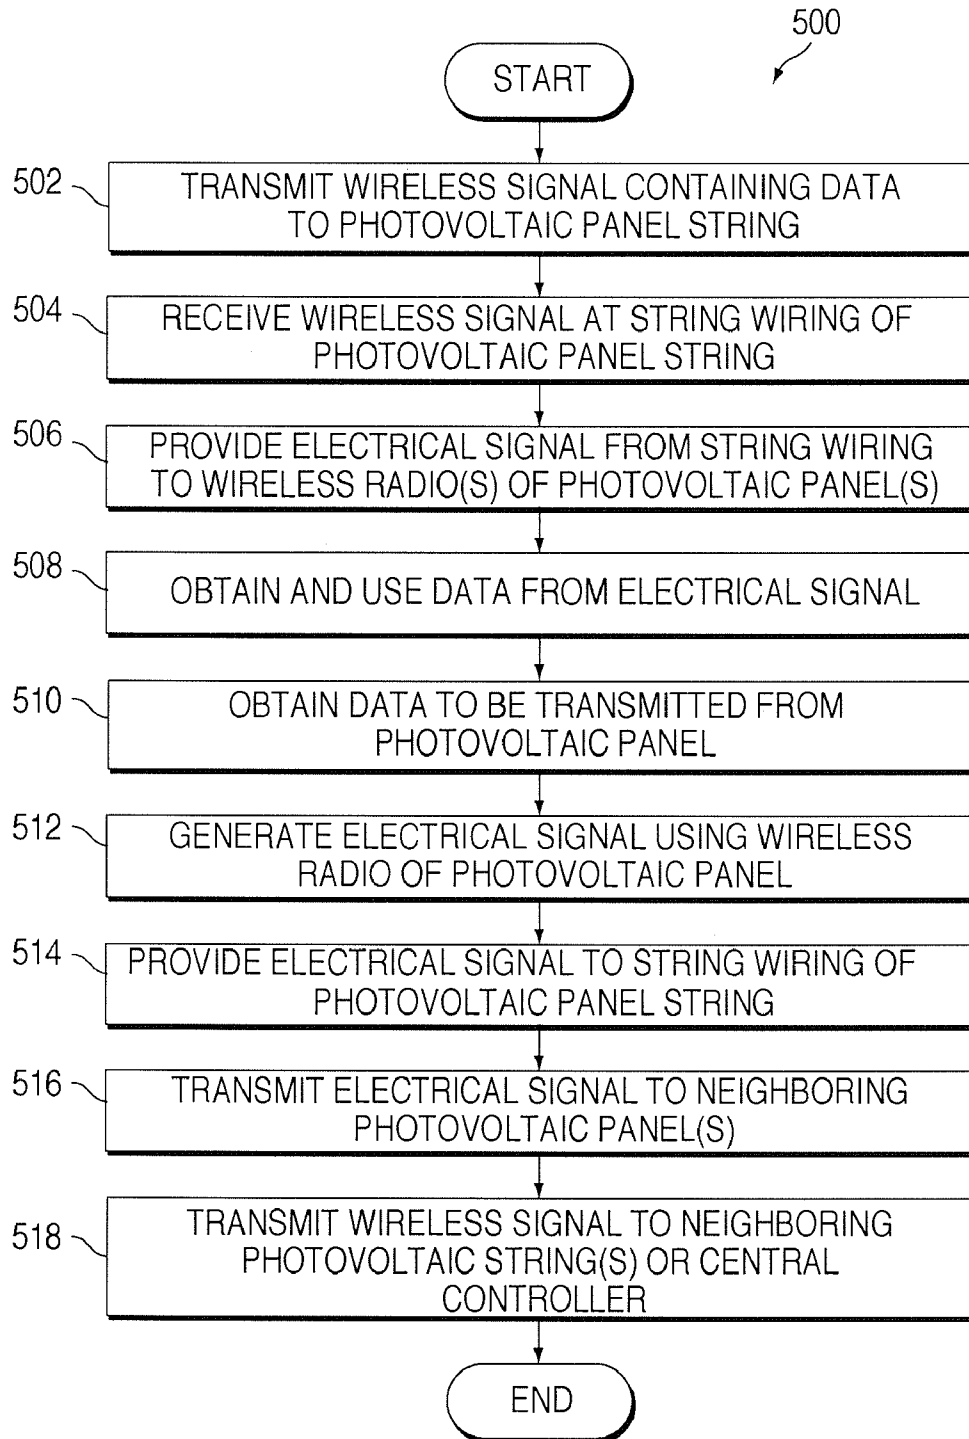 500
START
502
TRANSMIT WIRELESS SIGNAL CONTAINING DATA
TO PHOTOVOLTAIC PANEL STRING
504
RECEIVE WIRELESS SIGNAL AT STRING WIRING OF
PHOTOVOLTAIC PANEL STRING
506
PROVIDE ELECTRICAL SIGNAL FROM STRING WIRING
TO WIRELESS RADIO(S) OF PHOTOVOLTAIC PANEL(S)
508
OBTAIN AND USE DATA FROM ELECTRICAL SIGNAL
510
OBTAIN DATA TO BE TRANSMITTED FROM
PHOTOVOLTAIC PANEL
512
GENERATE ELECTRICAL SIGNAL USING WIRELESS
RADIO OF PHOTOVOLTAIC PANEL
514
PROVIDE ELECTRICAL SIGNAL TO STRING WIRING OF
PHOTOVOLTAIC PANEL STRING
516
TRANSMIT ELECTRICAL SIGNAL TO NEIGHBORING
PHOTOVOLTAIC PANEL(S)
518
TRANSMIT WIRELESS SIGNAL TO NEIGHBORING
PHOTOVOLTAIC STRING(S) OR CENTRAL
CONTROLLER
END